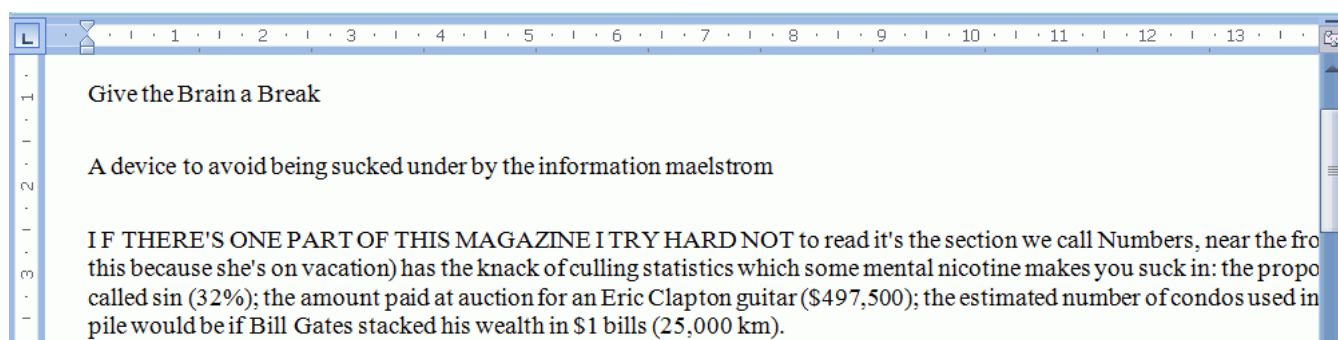 L 1 2 3 4 5 6 7 8 9 10 11 12 13
1
Give the Brain a Break
A device to avoid being sucked under by the information maelstrom
2
I F THERE'S ONE PART OF THIS MAGAZINE I TRY HARD NOT to read it's the section we call Numbers, near the fro
3
this because she's on vacation) has the knack of culling statistics which some mental nicotine makes you suck in: the propo
called sin (32%); the amount paid at auction for an Eric Clapton guitar ($497,500); the estimated number of condos used in
pile would be if Bill Gates stacked his wealth in $1 bills (25,000 km).